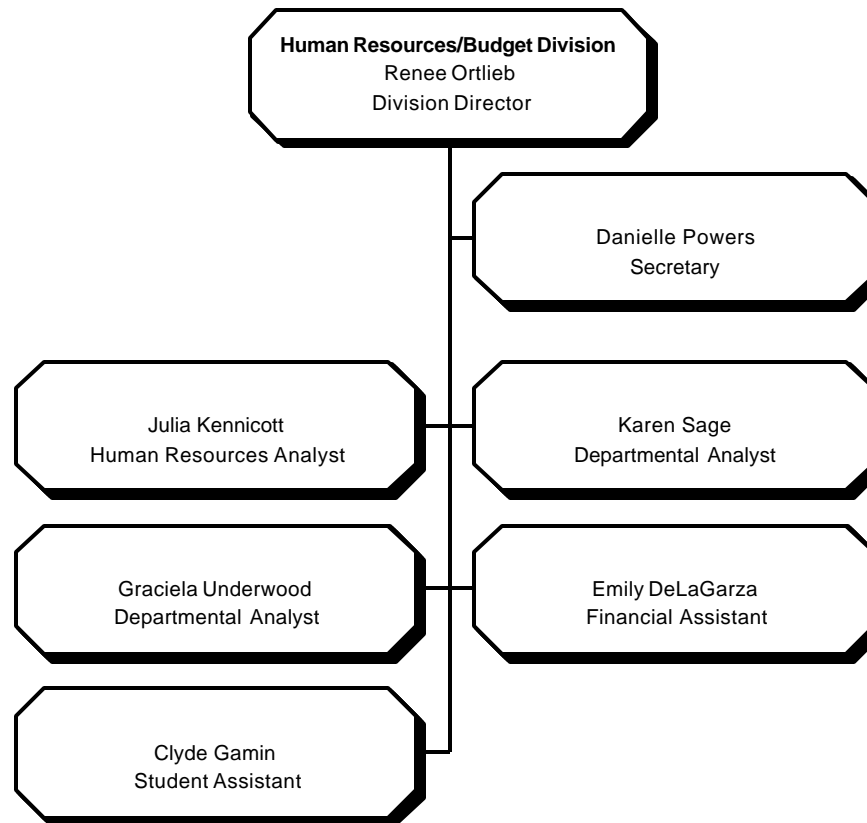 Human Resources/Budget Division
Renee Ortlieb
Division Director
Danielle Powers
Secretary
Julia Kennicott
Human Resources Analyst
Karen Sage
Departmental Analyst
Graciela Underwood
Departmental Analyst
Emily DeLaGarza
Financial Assistant
Clyde Gamin
Student Assistant